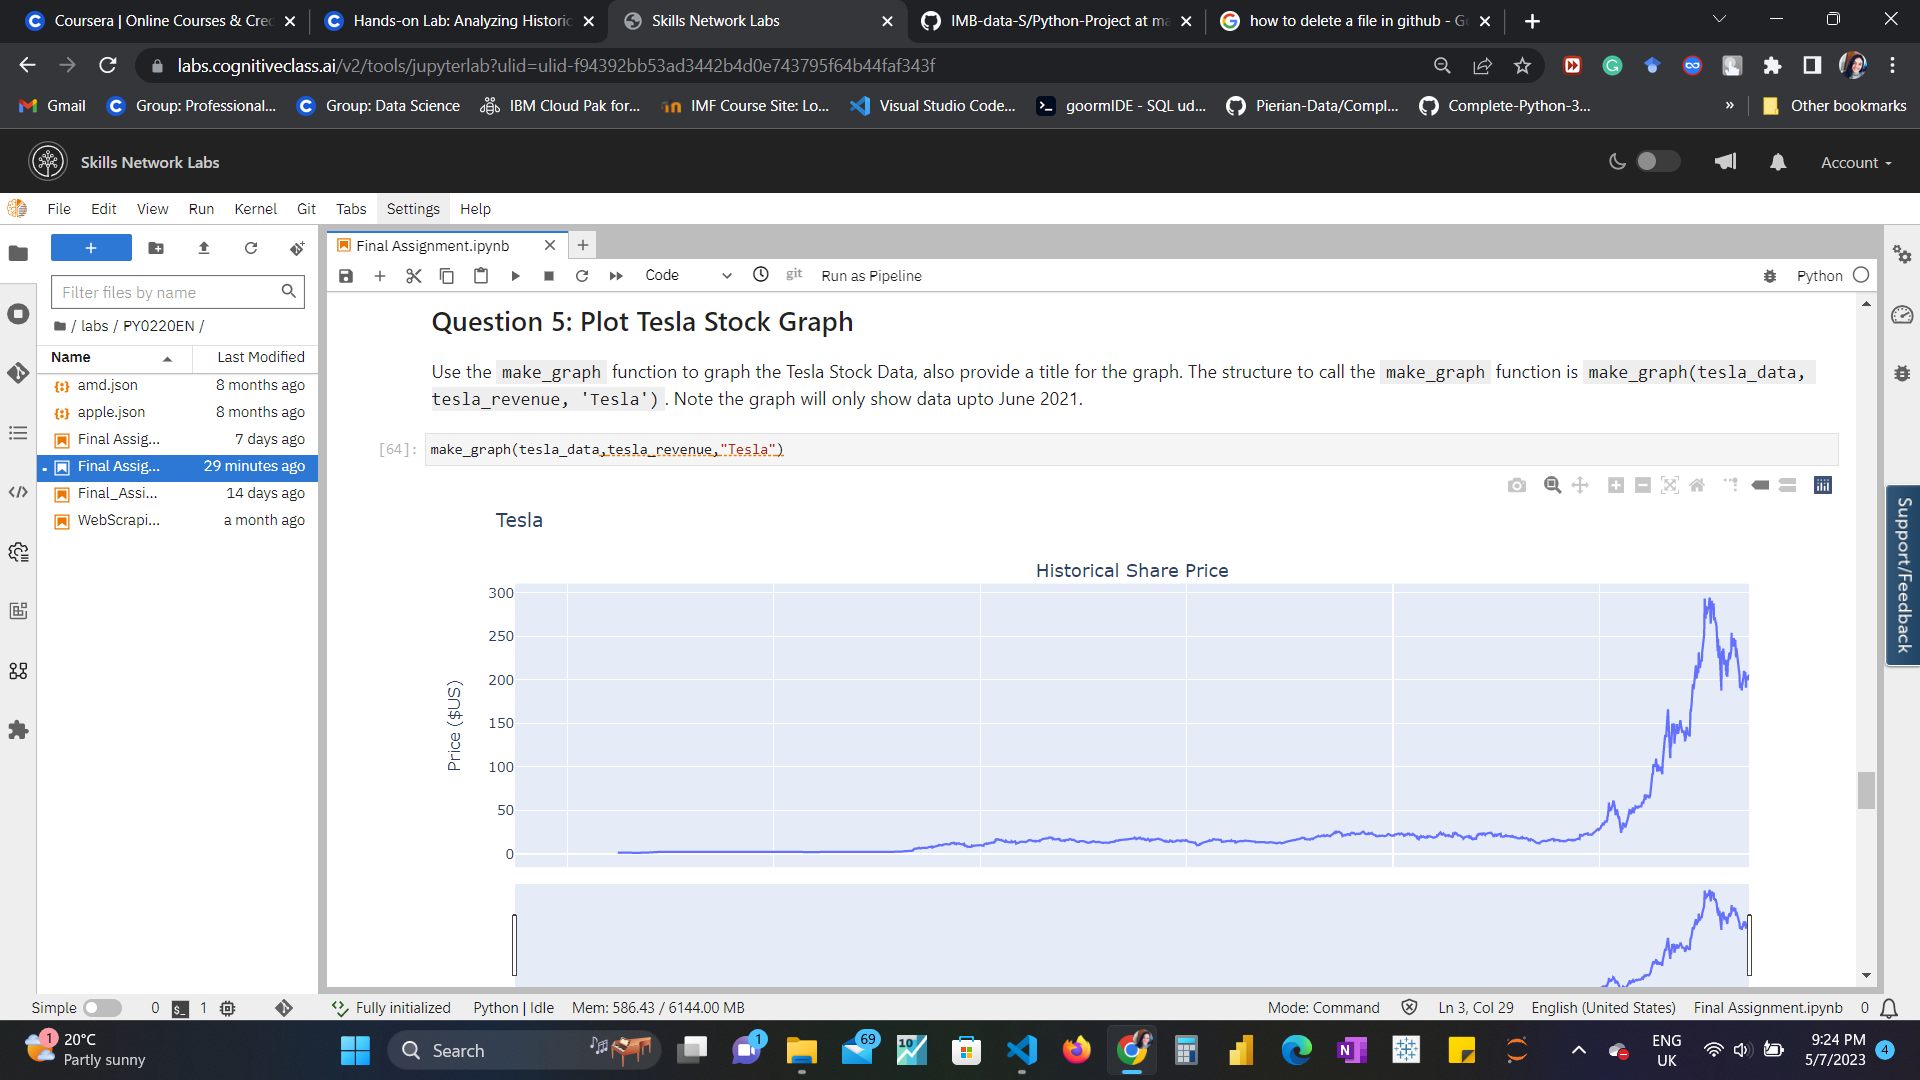 Coursera | Online Courses & Cre
Hands-on Lab: Analyzing Historic
Skills Network Labs
IMB-data-S/Python-Project at ma
how to delete a file in github - Go
labs.cognitiveclass.ai/v2/tools/jupyterlab?ulid=ulid-f94392bb53ad3442b4d0e743795f64b44faf343f
Gmail
Group: Professional...
Group: Data Science
IBM Cloud Pak for...
IMF Course Site: Lo...
Visual Studio Code...
goormIDE - SQL ud...
Pierian-Data/Compl...
Complete-Python-3...
»
Other bookmarks
Skills Network Labs
Account
File Edit View Run Kernel Git Tabs Settings Help
+
Filter files by name
/ labs / PY0220EN /
Name Last Modified
amd.json 8 months ago
apple.json 8 months ago
Final Assig... 7 days ago
Final Assig... 29 minutes ago
Final_Assi... 14 days ago
WebScrapi... a month ago
Final Assignment.ipynb
Code
git
Run as Pipeline
Python
Question 5: Plot Tesla Stock Graph
Use the make_graph function to graph the Tesla Stock Data, also provide a title for the graph. The structure to call the make_graph function is make_graph(tesla_data,
tesla_revenue, 'Tesla') . Note the graph will only show data upto June 2021.
[64]: make_graph(tesla_data,tesla_revenue,"Tesla")
Tesla
Historical Share Price
Price ($US)
300
250
200
150
100
50
0
Support/Feedback
Simple
0
$_
1
Fully initialized
Python | Idle
Mem: 586.43 / 6144.00 MB
Mode: Command
Ln 3, Col 29
English (United States)
Final Assignment.ipynb
0
1
20°C
Partly sunny
Search
1
69
10
N
ENG
UK
9:24 PM
5/7/2023
4